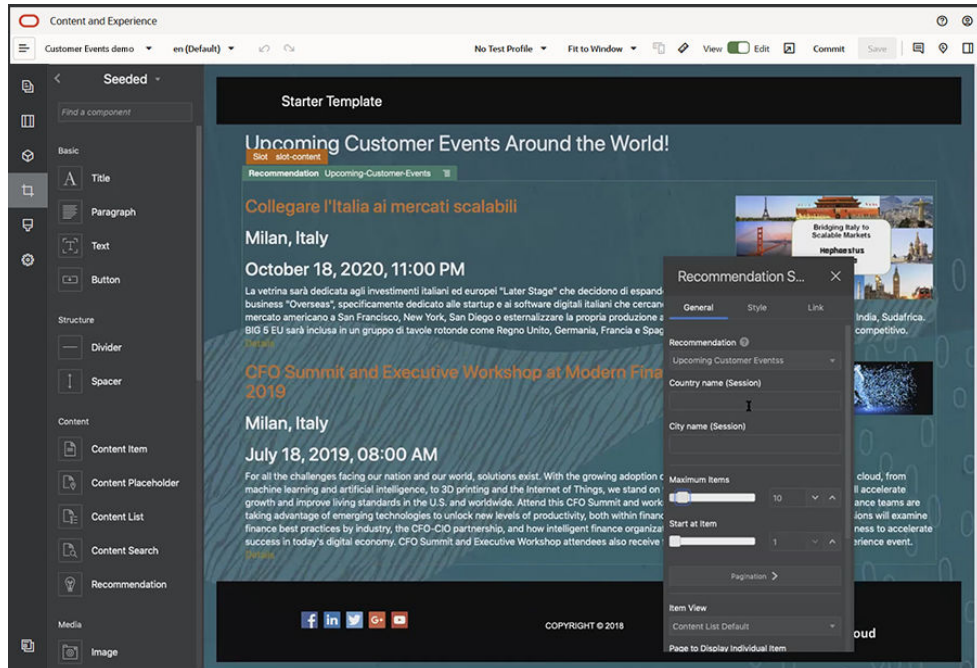 Content and Experience
Customer Events demo
en (Default)
No Test Profile
Fit to Window
View
Edit
Commit
Save
Seeded
Find a component
Basic
Title
Paragraph
Text
Button
Structure
Divider
Spacer
Content
Content Item
Content Placeholder
Content List
Content Search
Recommendation
Media
Image
Starter Template
Upcoming Customer Events Around the World!
Slot slot-content
Recommendation Upcoming-Customer-Events
Collegare l'Italia ai mercati scalabili
Milan, Italy
October 18, 2020, 11:00 PM
La vetrina sarà dedicata agli investimenti italiani ed europei "Later Stage" che decidono di espand
business "Overseas", specificamente dedicato alle startup e ai software digitali italiani che cercan
mercato americano a San Francisco, New York, San Diego o esternalizzare la propria produzione a
India, Sudafrica.
BIG 5 EU sarà inclusa in un gruppo di tavole rotonde come Regno Unito, Germania, Francia e Spag
competitivo.
Details
Bridging Italy to
Scalable Markets
Hephaestus
CFO Summit and Executive Workshop at Modern Fina
2019
Milan, Italy
July 18, 2019, 08:00 AM
For all the challenges facing our nation and our world, solutions exist. With the growing adoption o
cloud, from
machine learning and artificial intelligence, to 3D printing and the Internet of Things, we stand on
ll accelerate
growth and improve living standards in the U.S. and worldwide. Attend this CFO Summit and work
ance teams are
taking advantage of emerging technologies to unlock new levels of productivity, both within financ
ions will examine
finance best practices by industry, the CFO-CIO partnership, and how intelligent finance organizat
ness to accelerate
success in today's digital economy. CFO Summit and Executive Workshop attendees also receive
erience event.
Details
Recommendation S...
General
Style
Link
Recommendation
Upcoming Customer Eventss
Country name (Session)
City name (Session)
Maximum Items
10
Start at Item
1
Pagination
Item View
Content List Default
Page to Display Individual Item
COPYRIGHT © 2018
oud